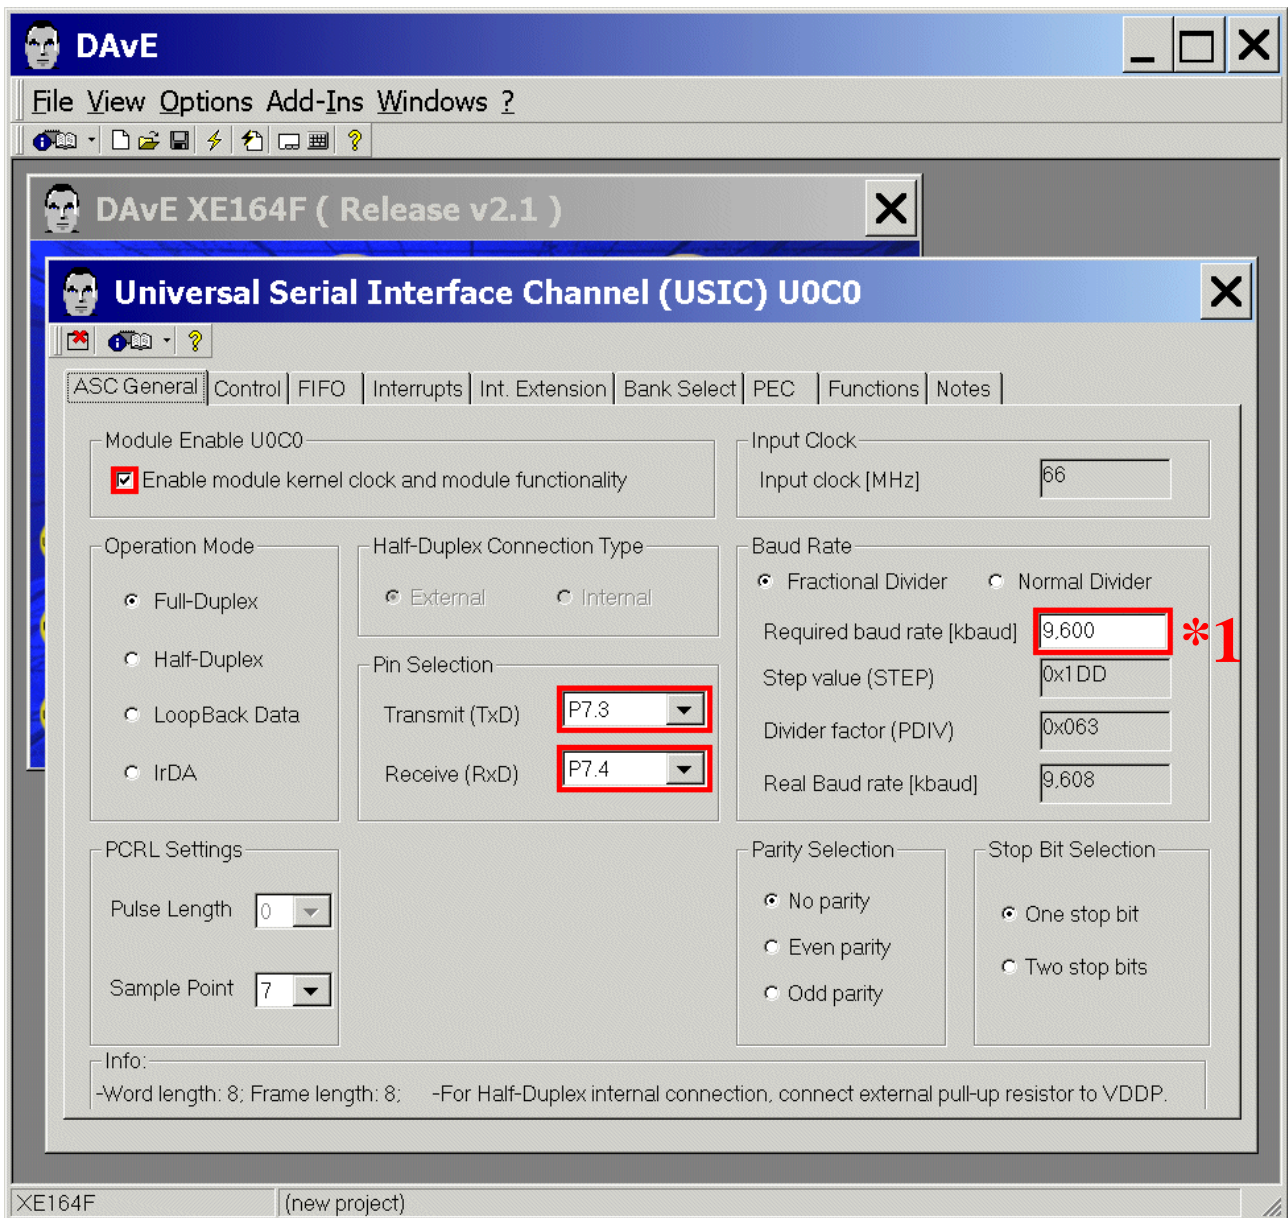 DAvE
File View Options Add-Ins Windows ?
DAvE XE164F ( Release v2.1 )
Universal Serial Interface Channel (USIC) U0C0
ASC General Control FIFO Interrupts Int. Extension Bank Select PEC Functions Notes
Module Enable U0C0
Enable module kernel clock and module functionality
Input Clock
Input clock [MHz] 66
Operation Mode
Full-Duplex
Half-Duplex
LoopBack Data
IrDA
Half-Duplex Connection Type
External Internal
Pin Selection
Transmit (TxD) P7.3
Receive (RxD) P7.4
Baud Rate
Fractional Divider Normal Divider
Required baud rate [kbaud] 9,600 *1
Step value (STEP) 0x1DD
Divider factor (PDIV) 0x063
Real Baud rate [kbaud] 9,608
PCRL Settings
Pulse Length 0
Sample Point 7
Parity Selection
No parity
Even parity
Odd parity
Stop Bit Selection
One stop bit
Two stop bits
Info:
-Word length: 8; Frame length: 8; -For Half-Duplex internal connection, connect external pull-up resistor to VDDP.
XE164F (new project)